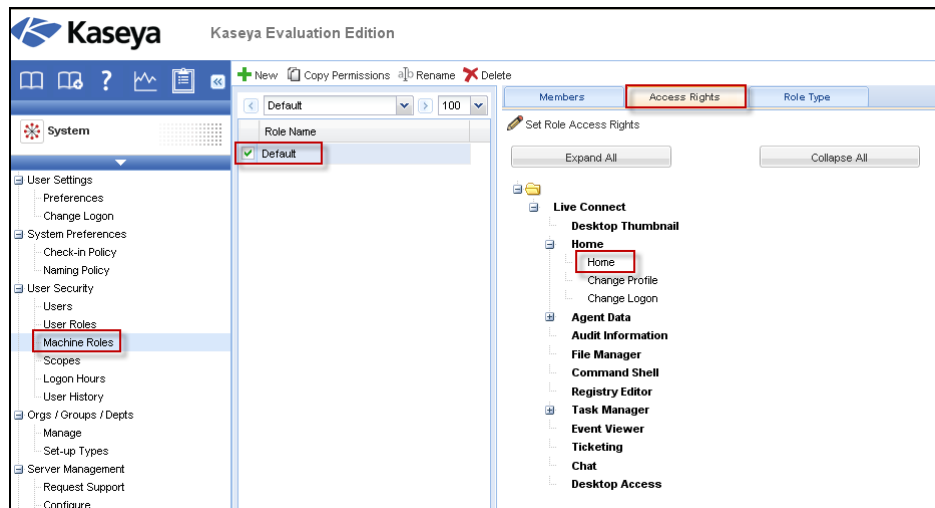 Kaseya
Kaseya Evaluation Edition
New Copy Permissions Rename Delete
System
User Settings
Preferences
Change Logon
System Preferences
Check-in Policy
Naming Policy
User Security
Users
User Roles
Machine Roles
Scopes
Logon Hours
User History
Orgs / Groups / Depts
Manage
Set-up Types
Server Management
Request Support
Configure
Default 100
Role Name
Default
Members Access Rights Role Type
Set Role Access Rights
Expand All Collapse All
Live Connect
Desktop Thumbnail
Home
Home
Change Profile
Change Logon
Agent Data
Audit Information
File Manager
Command Shell
Registry Editor
Task Manager
Event Viewer
Ticketing
Chat
Desktop Access